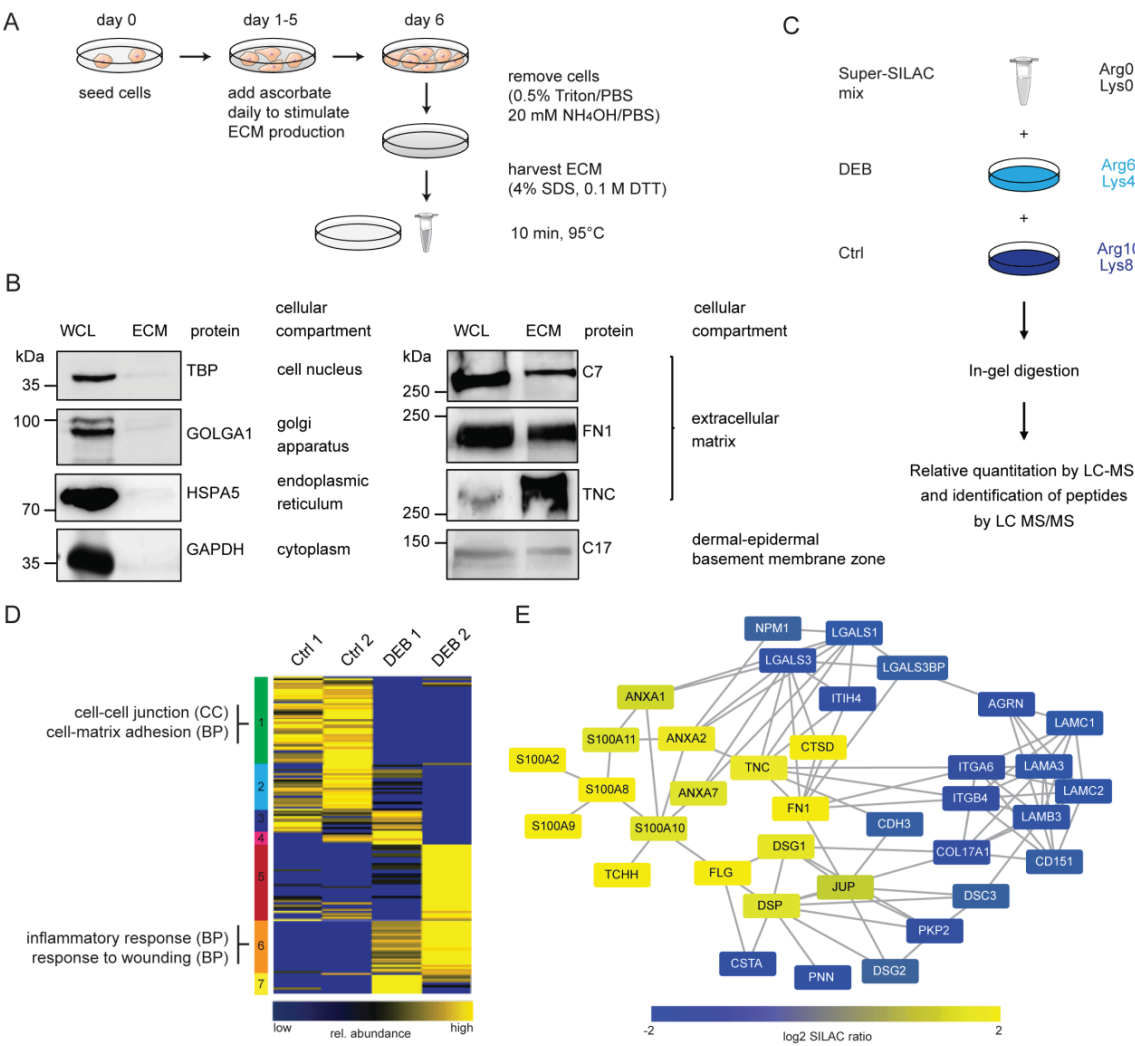 A
day 0
day 1-5
day 6
seed cells
add ascorbate
daily to stimulate
ECM production
remove cells
(0.5% Triton/PBS
20 mM NH4OH/PBS)
harvest ECM
(4% SDS, 0.1 M DTT)
10 min, 95°C
B
WCL ECM protein
cellular
compartment
kDa
35
TBP
cell nucleus
100
GOLGA1
golgi
apparatus
70
HSPA5
endoplasmic
reticulum
35
GAPDH
cytoplasm
WCL ECM protein
cellular
compartment
kDa
250
C7
250
FN1
extracellular
matrix
250
TNC
150
C17
dermal-epidermal
basement membrane zone
C
Super-SILAC
mix
Arg0
Lys0
+
DEB
Arg6
Lys4
+
Ctrl
Arg10
Lys8
In-gel digestion
Relative quantitation by LC-MS
and identification of peptides
by LC MS/MS
D
Ctrl 1
Ctrl 2
DEB 1
DEB 2
cell-cell junction (CC)
cell-matrix adhesion (BP)
inflammatory response (BP)
response to wounding (BP)
1
2
3
4
5
6
7
low
rel. abundance
high
E
NPM1
LGALS1
LGALS3
LGALS3BP
ANXA1
ITIH4
AGRN
LAMC1
S100A11
ANXA2
CTSD
S100A2
TNC
ITGA6
LAMA3
S100A8
ANXA7
FN1
ITGB4
LAMC2
S100A9
S100A10
CDH3
LAMB3
DSG1
COL17A1
CD151
TCHH
FLG
JUP
DSP
DSC3
PKP2
CSTA
PNN
DSG2
-2
log2 SILAC ratio
2